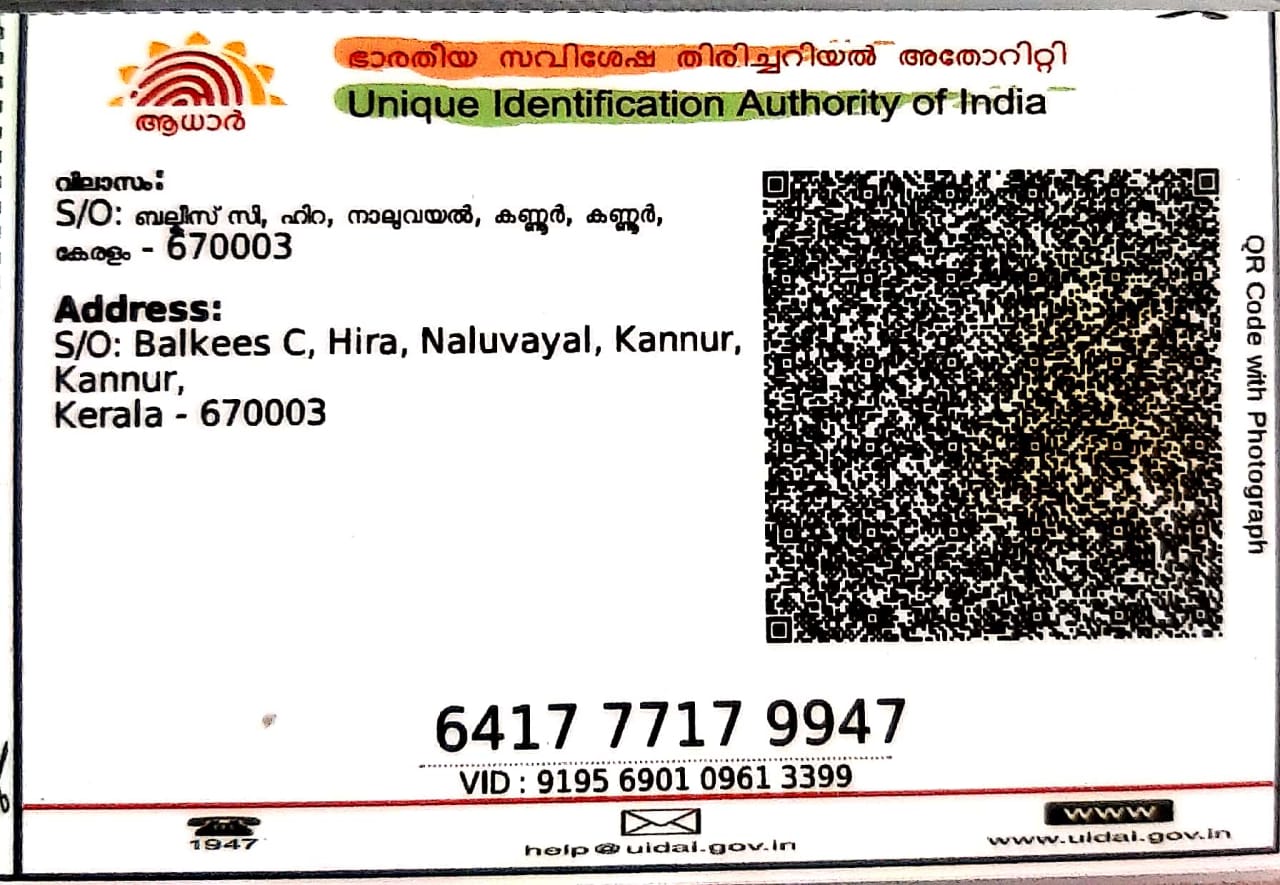 ഭാരതീയ സവിശേഷ തിരിച്ചറിയൽ അതോറിറ്റി
Unique Identification Authority of India
ആധാർ
വിലാസം:
S/O: ബല്കീസ് സി, ഹിറ, നാലുവയൽ, കണ്ണൂർ, കണ്ണൂർ,
കേരളം - 670003
Address:
S/O: Balkees C, Hira, Naluvayal, Kannur,
Kannur,
Kerala - 670003
QR Code with Photograph
6417 7717 9947
VID : 9195 6901 0961 3399
1947
help@uidai.gov.in
www
www.uidai.gov.in